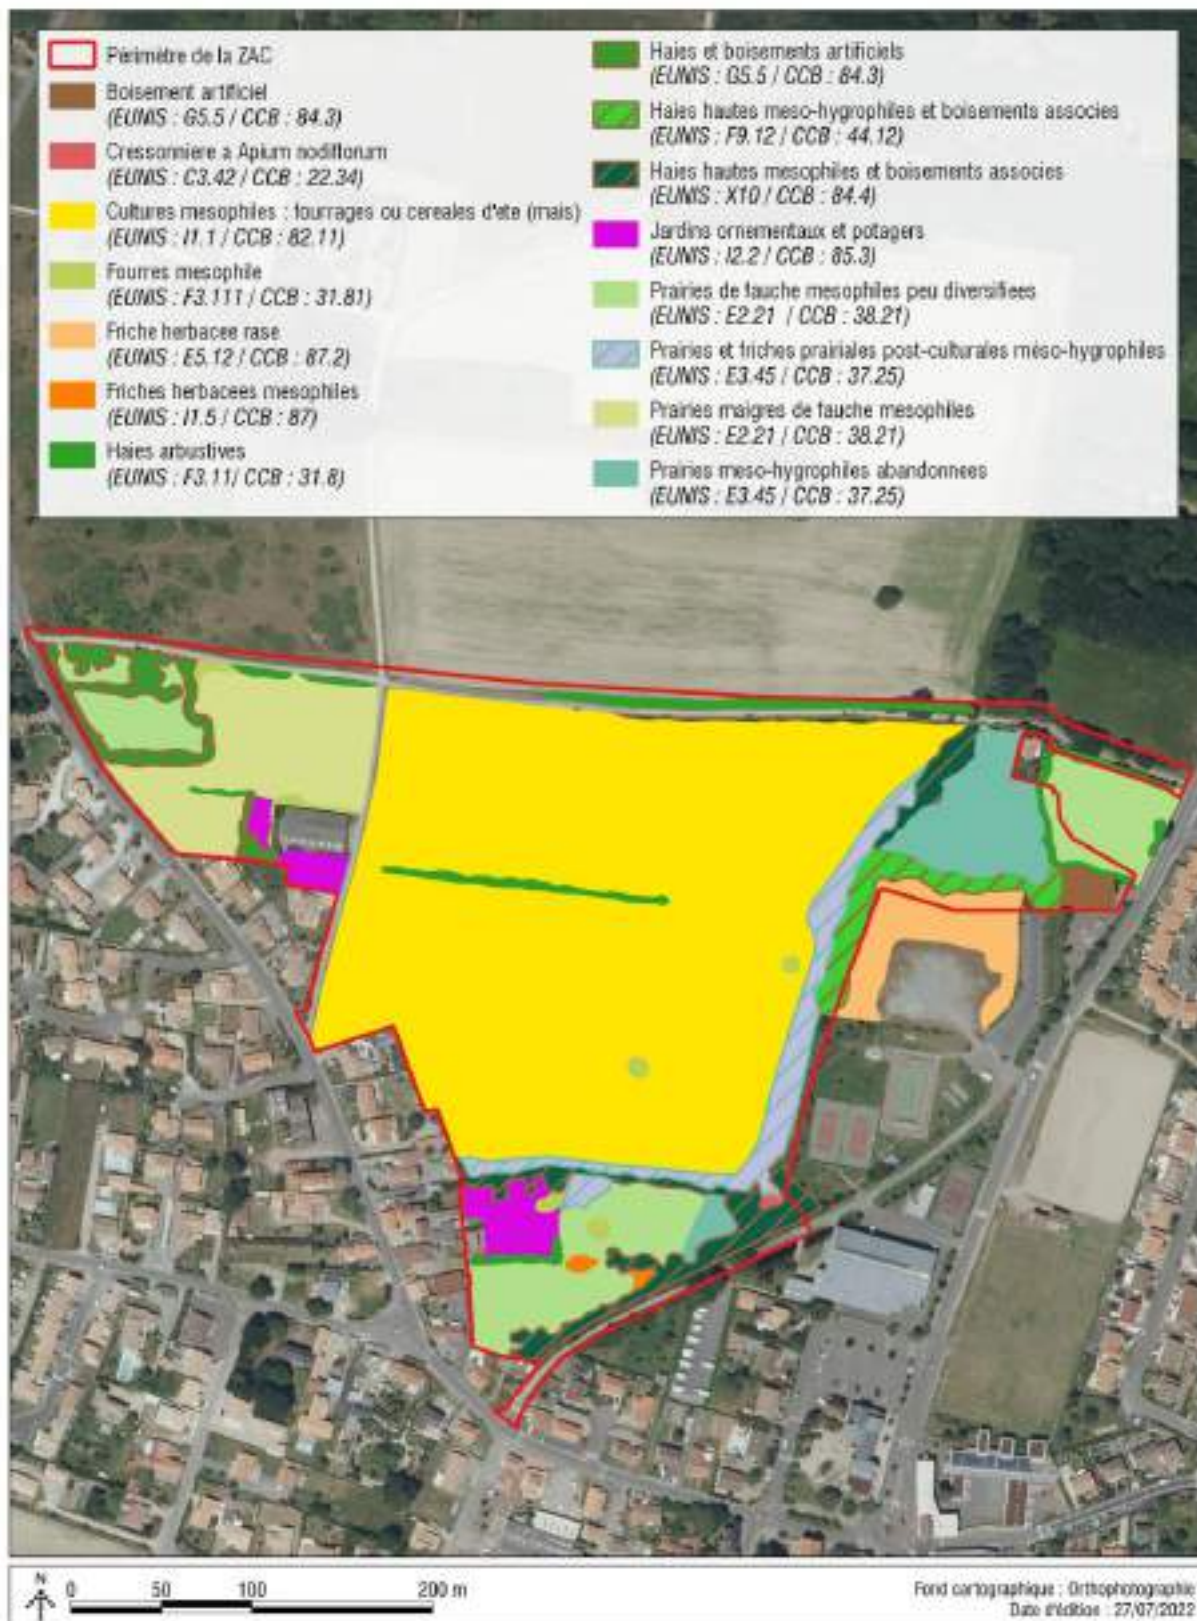 Périmètre de la ZAC
Boisement artificiel
(EUNIS : G5.5 / CCB : 84.3)
Cressonniere a Apium nodiflorum
(EUNIS : C3.42 / CCB : 22.34)
Cultures mesophiles : fourrages ou cereales d'ete (mais)
(EUNIS : I1.1 / CCB : 82.11)
Fourres mesophile
(EUNIS : F3.111 / CCB : 31.81)
Friche herbacee rase
(EUNIS : E5.12 / CCB : 87.2)
Friches herbacees mesophiles
(EUNIS : I1.5 / CCB : 87)
Haies arbustives
(EUNIS : F3.11/ CCB : 31.8)
Haies et boisements artificiels
(EUNIS : G5.5 / CCB : 84.3)
Haies hautes meso-hygrophiles et boisements associes
(EUNIS : F9.12 / CCB : 44.12)
Haies hautes mesophiles et boisements associes
(EUNIS : X10 / CCB : 84.4)
Jardins ornementaux et potagers
(EUNIS : I2.2 / CCB : 85.3)
Prairies de fauche mesophiles peu diversifiees
(EUNIS : E2.21 / CCB : 38.21)
Prairies et friches prairiales post-culturales méso-hygrophiles
(EUNIS : E3.45 / CCB : 37.25)
Prairies maigres de fauche mesophiles
(EUNIS : E2.21 / CCB : 38.21)
Prairies meso-hygrophiles abandonnees
(EUNIS : E3.45 / CCB : 37.25)
N
0 50 100 200 m
Fond cartographique : Orthophotographie
Date d'édition : 27/07/2022